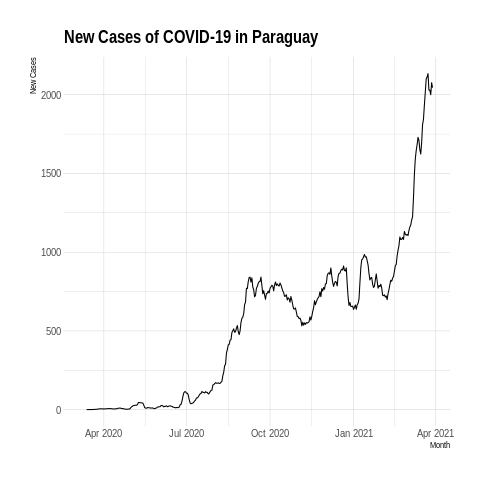 New Cases of COVID-19 in Paraguay
New Cases
2000
1500
1000
500
0
Apr 2020 Jul 2020 Oct 2020 Jan 2021 Apr 2021
Month